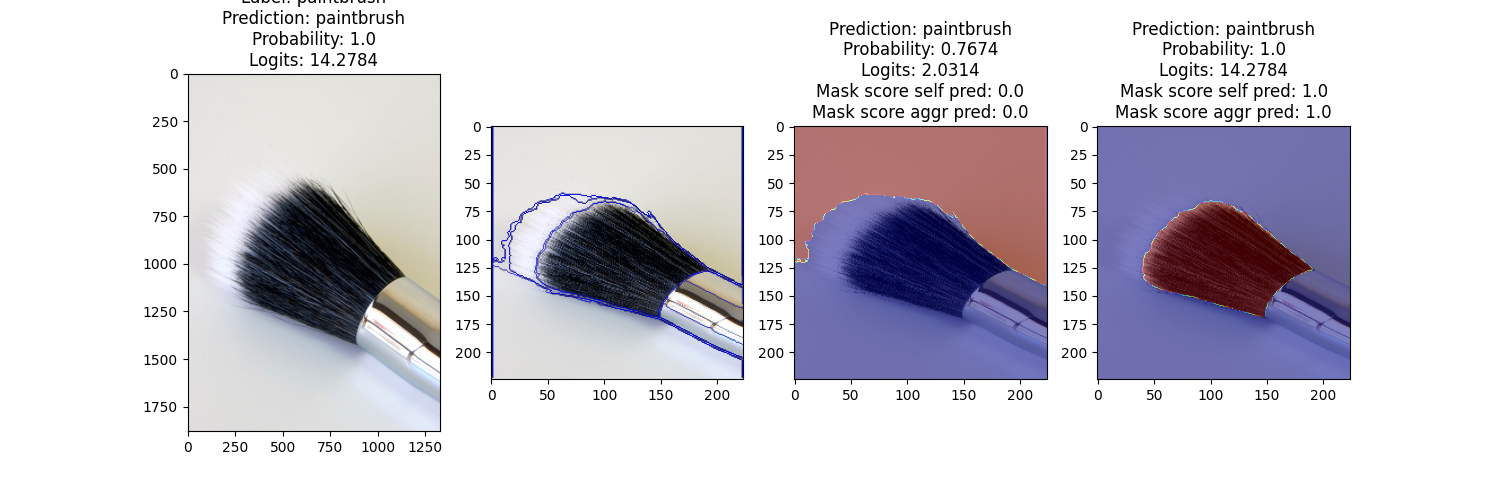 Label: paintbrush
Prediction: paintbrush
Probability: 1.0
Logits: 14.2784
0
250
500
750
1000
1250
1500
1750
0 250 500 750 1000 1250
0
25
50
75
100
125
150
175
200
0 50 100 150 200
Prediction: paintbrush
Probability: 0.7674
Logits: 2.0314
Mask score self pred: 0.0
Mask score aggr pred: 0.0
0
25
50
75
100
125
150
175
200
0 50 100 150 200
Prediction: paintbrush
Probability: 1.0
Logits: 14.2784
Mask score self pred: 1.0
Mask score aggr pred: 1.0
0
25
50
75
100
125
150
175
200
0 50 100 150 200